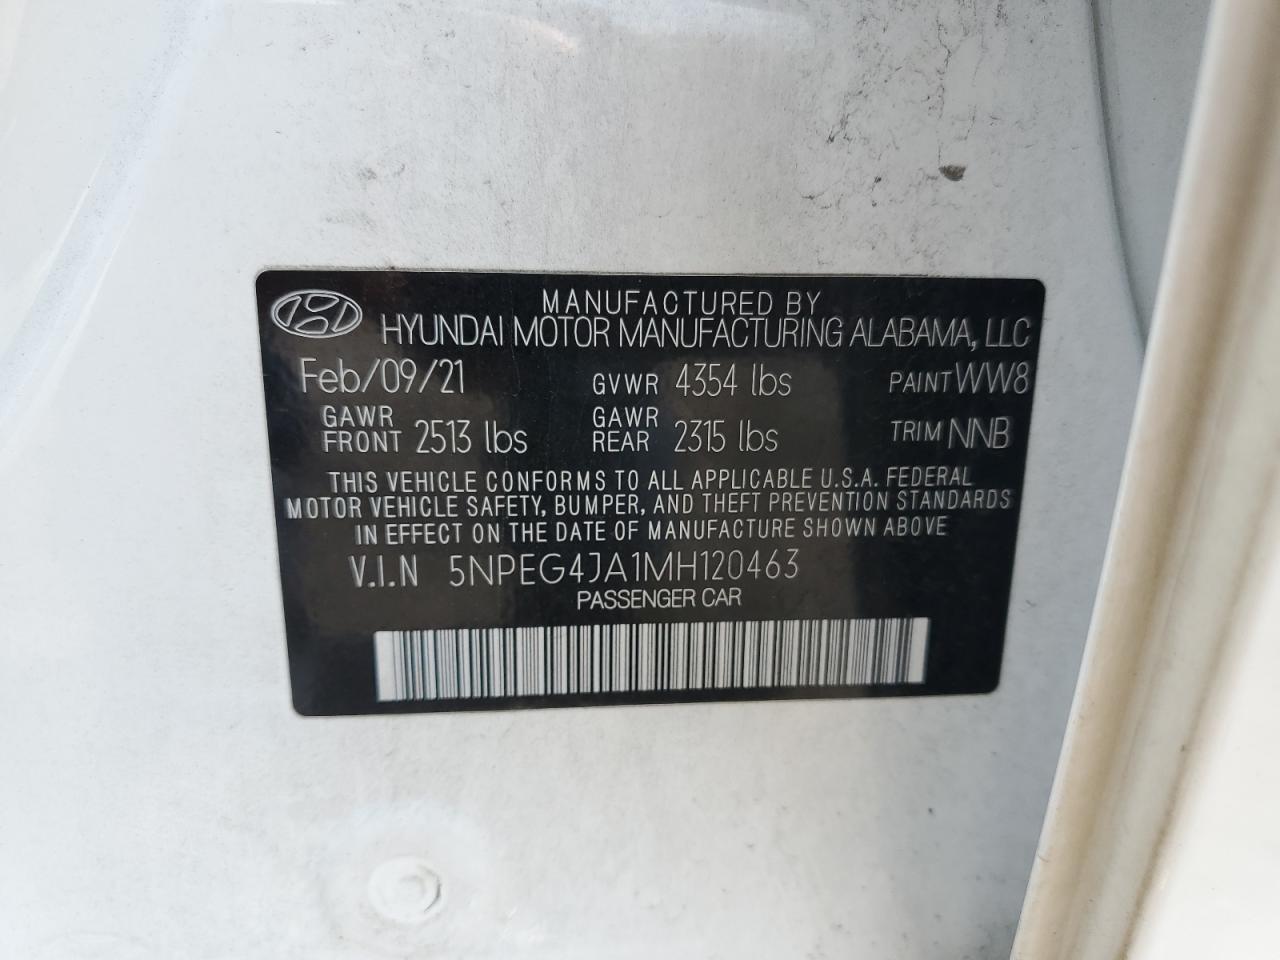 MANUFACTURED BY
HYUNDAI MOTOR MANUFACTURING ALABAMA, LLC
Feb/09/21 GVWR 4354 lbs PAINT WW8
GAWR FRONT 2513 lbs GAWR REAR 2315 lbs TRIM NNB
THIS VEHICLE CONFORMS TO ALL APPLICABLE U.S.A. FEDERAL
MOTOR VEHICLE SAFETY, BUMPER, AND THEFT PREVENTION STANDARDS
IN EFFECT ON THE DATE OF MANUFACTURE SHOWN ABOVE
V.I.N 5NPEG4JA1MH120463
PASSENGER CAR